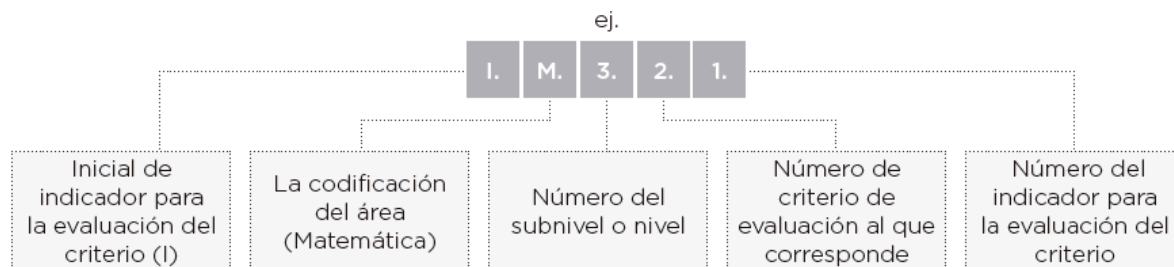 ej.
I. M. 3. 2. 1.
Inicial de
indicador para
la evaluación del
criterio (I)
La codificación
del área
(Matemática)
Número del
subnivel o nivel
Número de
criterio de
evaluación al que
corresponde
Número del
indicador para
la evaluación del
criterio